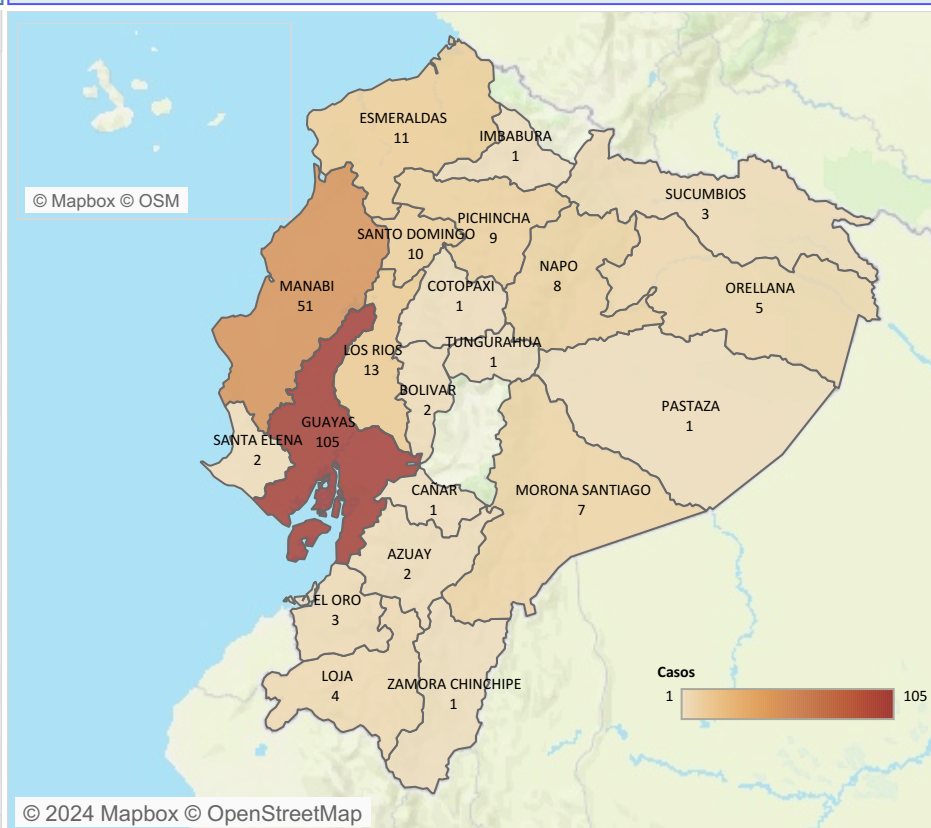 ESMERALDAS
11
IMBABURA
1
© Mapbox © OSM
SUCUMBIOS
3
PICHINCHA
9
SANTO DOMINGO
10
NAPO
8
MANABI
51
COTOPAXI
1
ORELLANA
5
TUNGURAHUA
1
LOS RIOS
13
BOLIVAR
2
PASTAZA
1
GUAYAS
105
SANTA ELENA
2
CAÑAR
1
MORONA SANTIAGO
7
AZUAY
2
EL ORO
3
LOJA
4
ZAMORA CHINCHIPE
1
Casos
1 105
© 2024 Mapbox © OpenStreetMap